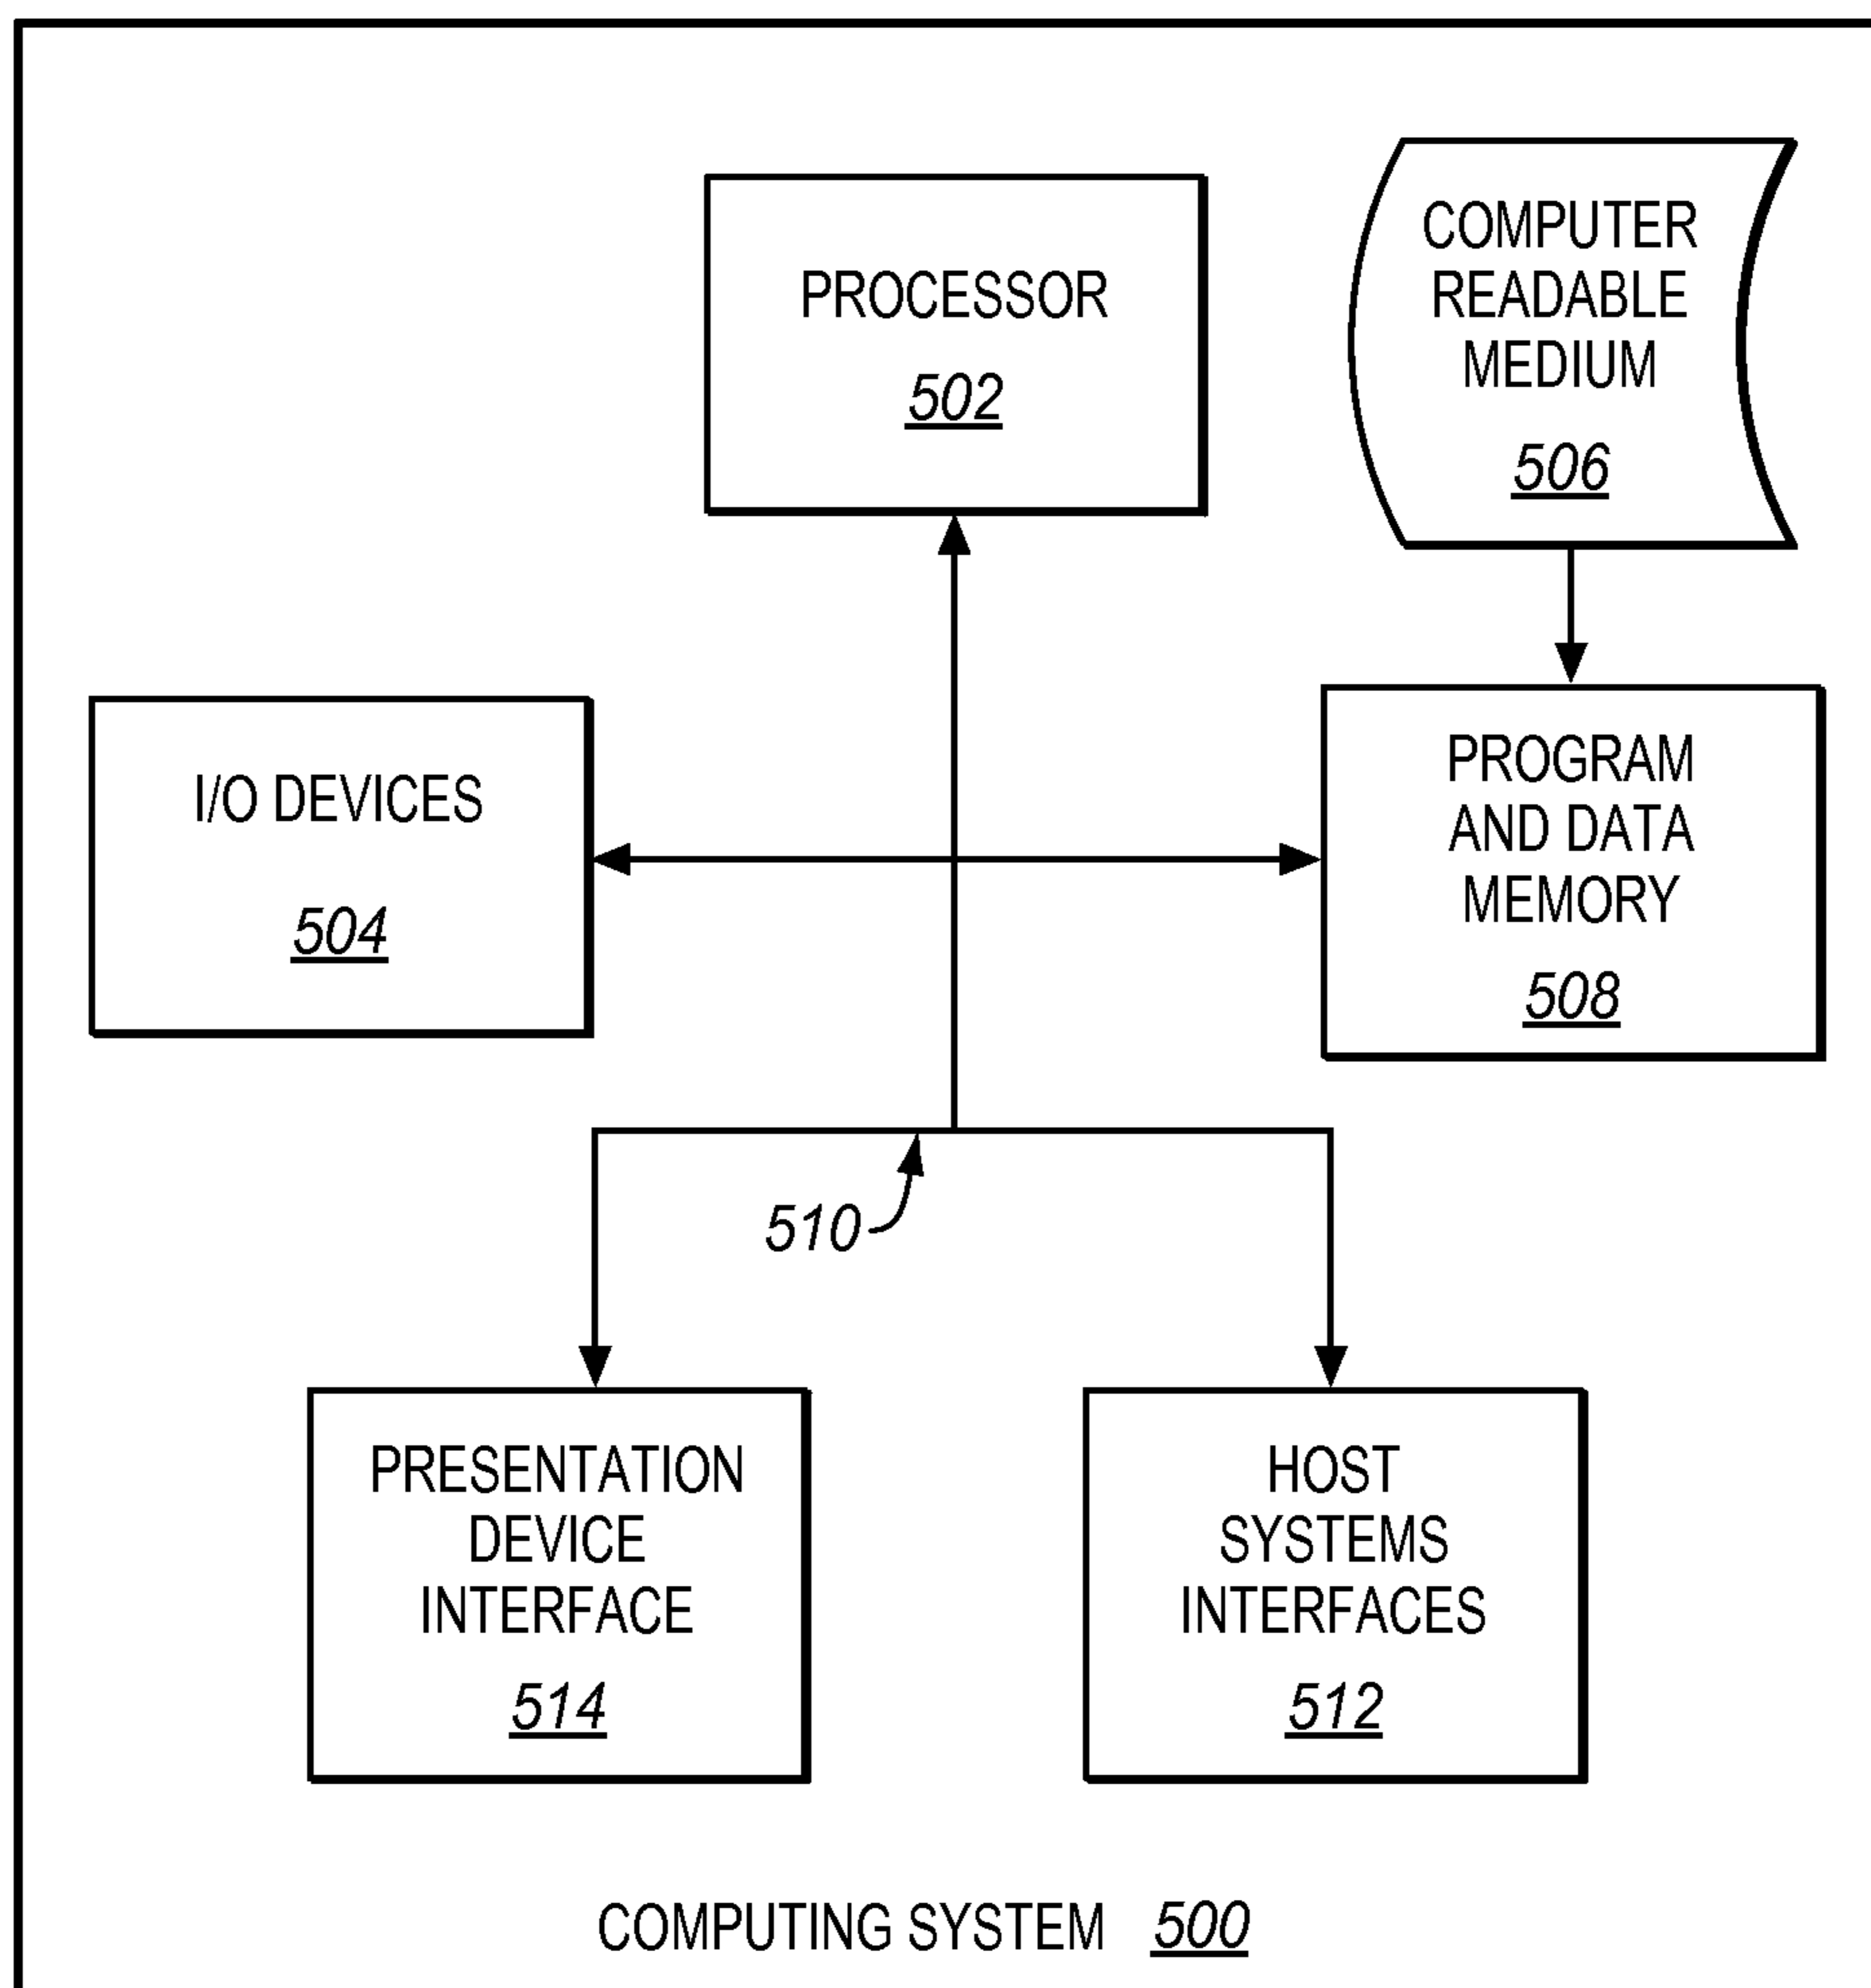 PROCESSOR
502
COMPUTER
READABLE
MEDIUM
506
I/O DEVICES
504
PROGRAM
AND DATA
MEMORY
508
510
PRESENTATION
DEVICE
INTERFACE
514
HOST
SYSTEMS
INTERFACES
512
COMPUTING SYSTEM 500